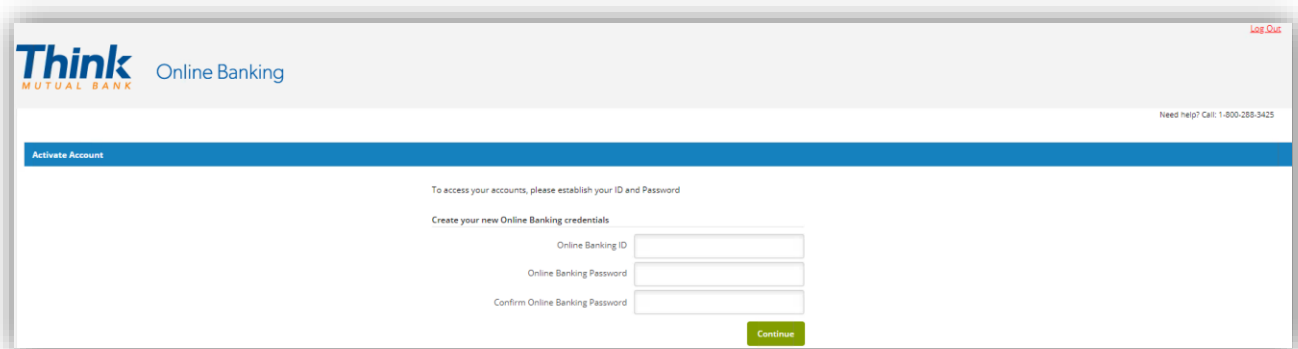 Log Out
Think
MUTUAL BANK
Online Banking
Need help? Call: 1-800-288-3425
Activate Account
To access your accounts, please establish your ID and Password
Create your new Online Banking credentials
Online Banking ID
Online Banking Password
Confirm Online Banking Password
Continue